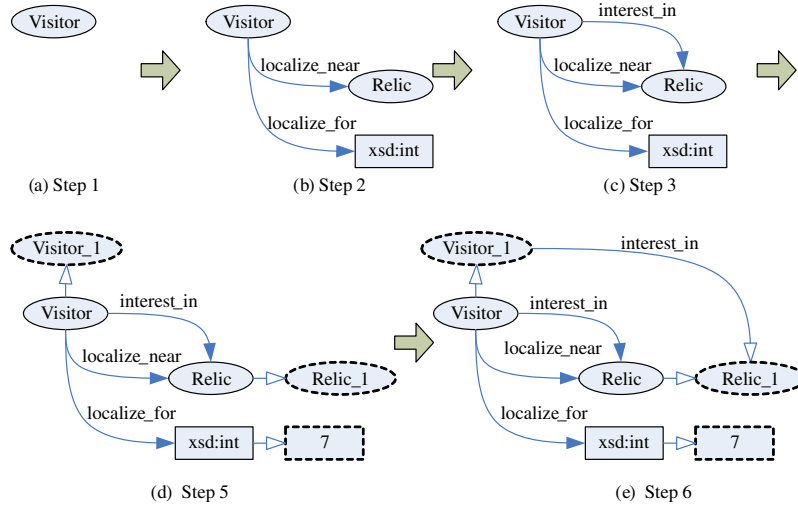 Visitor
(a) Step 1
Visitor
localize_near
Relic
localize_for
xsd:int
(b) Step 2
Visitor
interest_in
localize_near
Relic
localize_for
xsd:int
(c) Step 3
Visitor_1
Visitor
interest_in
localize_near
Relic
Relic_1
localize_for
xsd:int
7
(d) Step 5
Visitor_1
interest_in
Visitor
interest_in
localize_near
Relic
Relic_1
localize_for
xsd:int
7
(e) Step 6